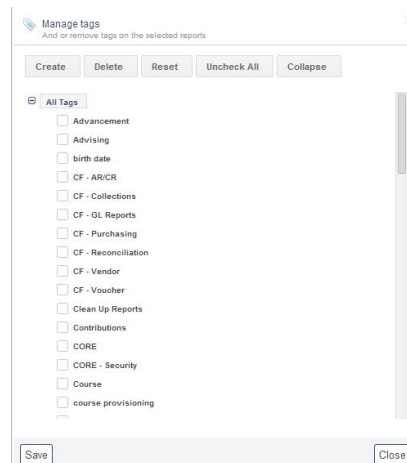 Manage tags
And or remove tags on the selected reports
Create Delete Reset Uncheck All Collapse
All Tags
Advancement
Advising
birth date
CF - AR/CR
CF - Collections
CF - GL Reports
CF - Purchasing
CF - Reconciliation
CF - Vendor
CF - Voucher
Clean Up Reports
Contributions
CORE
CORE - Security
Course
course provisioning
Save Close